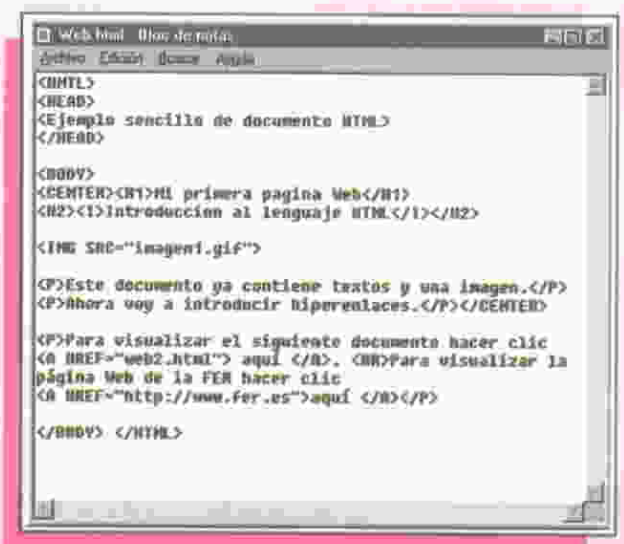 Web.html - Bloc de notas
Archivo Edición Buscar Ayuda
<HMTL>
<HEAD>
<Ejemplo sencillo de documento HTML>
</HEAD>
<BODY>
<CENTER><H1>Mi primera pagina Web</H1>
<H2><I>Introduccion al lenguaje HTML</I></H2>
<IMG SRC="imagen1.gif">
<P>Este documento ya contiene textos y una imagen.</P>
<P>Ahora voy a introducir hiperenlaces.</P></CENTER>
<P>Para visualizar el siguiente documento hacer clic
<A HREF="web2.html"> aquí </A>. <BR>Para visualizar la
página Web de la FER hacer clic
<A HREF="http://www.fer.es">aquí </A></P>
</BODY> </HTML>